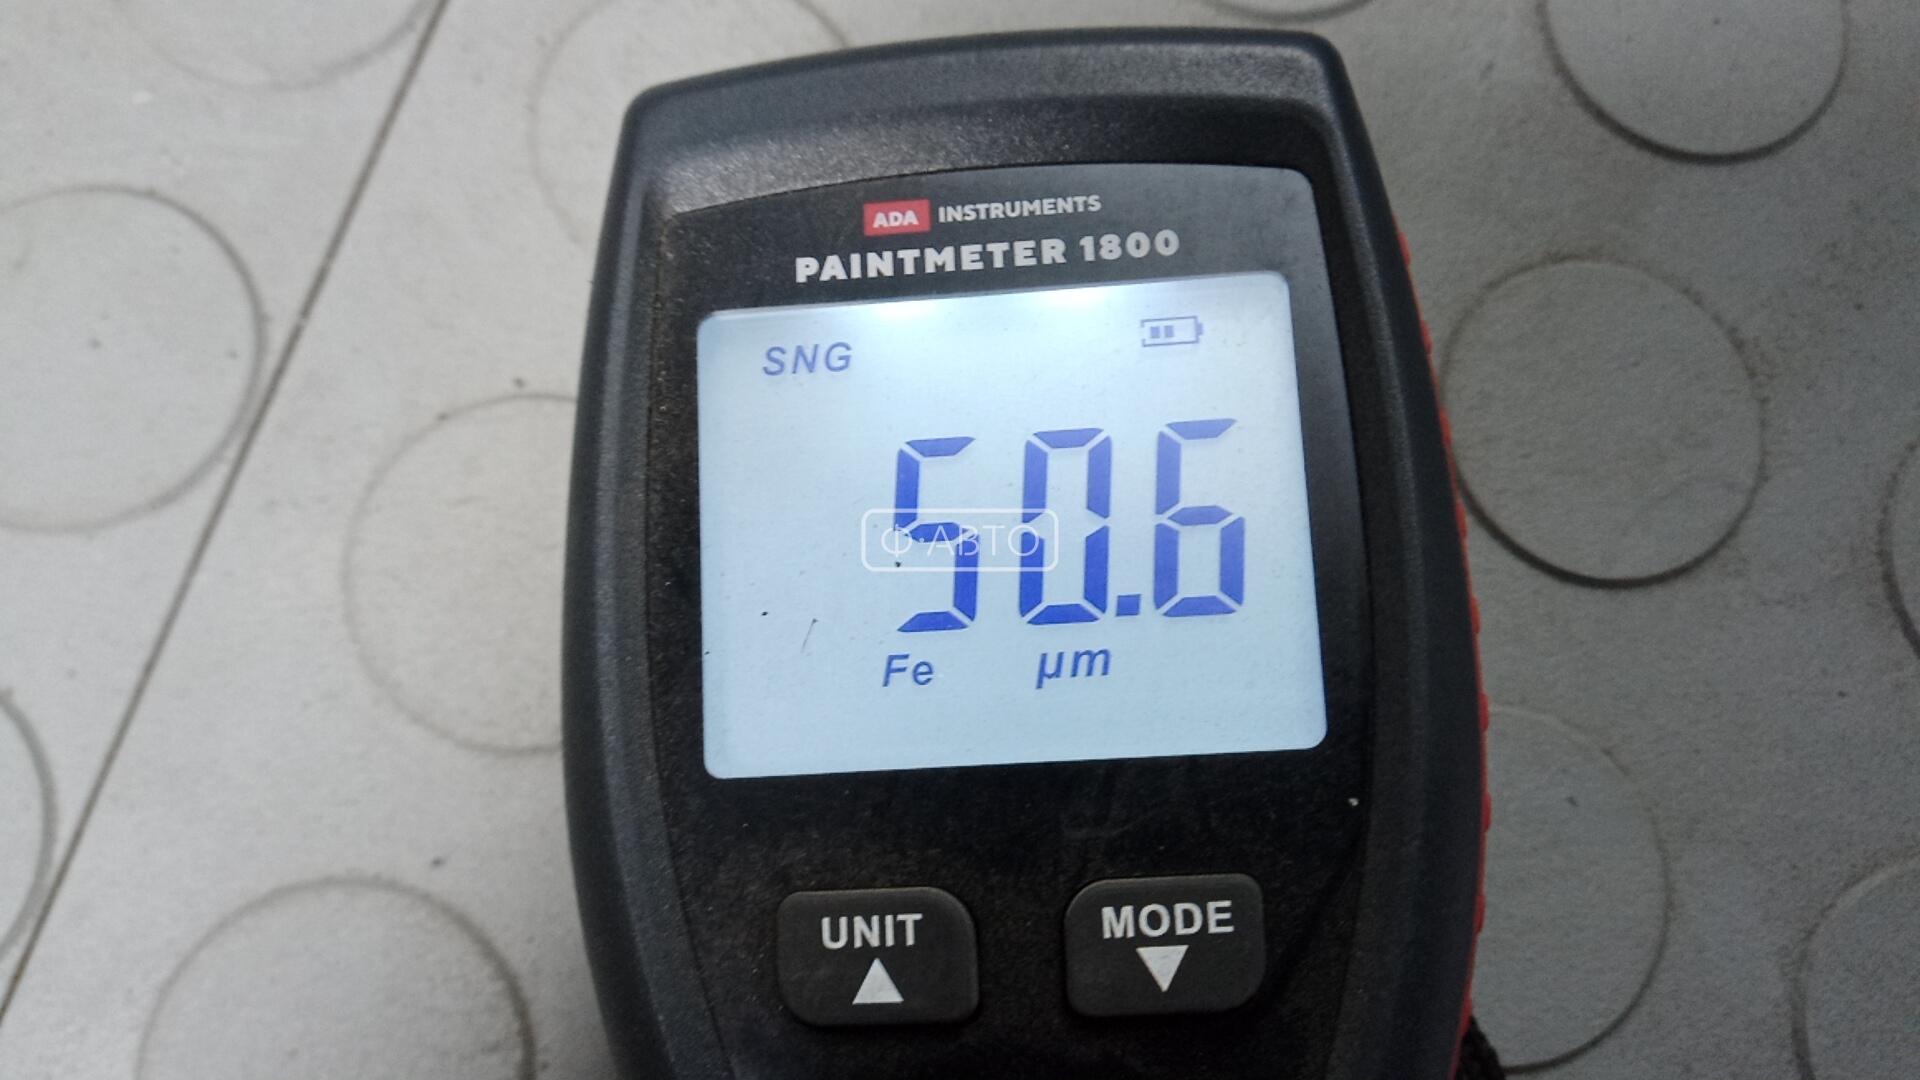 ADA INSTRUMENTS
PAINTMETER 1800
SNG
50.6
Ф·АВТО
Fe µm
UNIT MODE